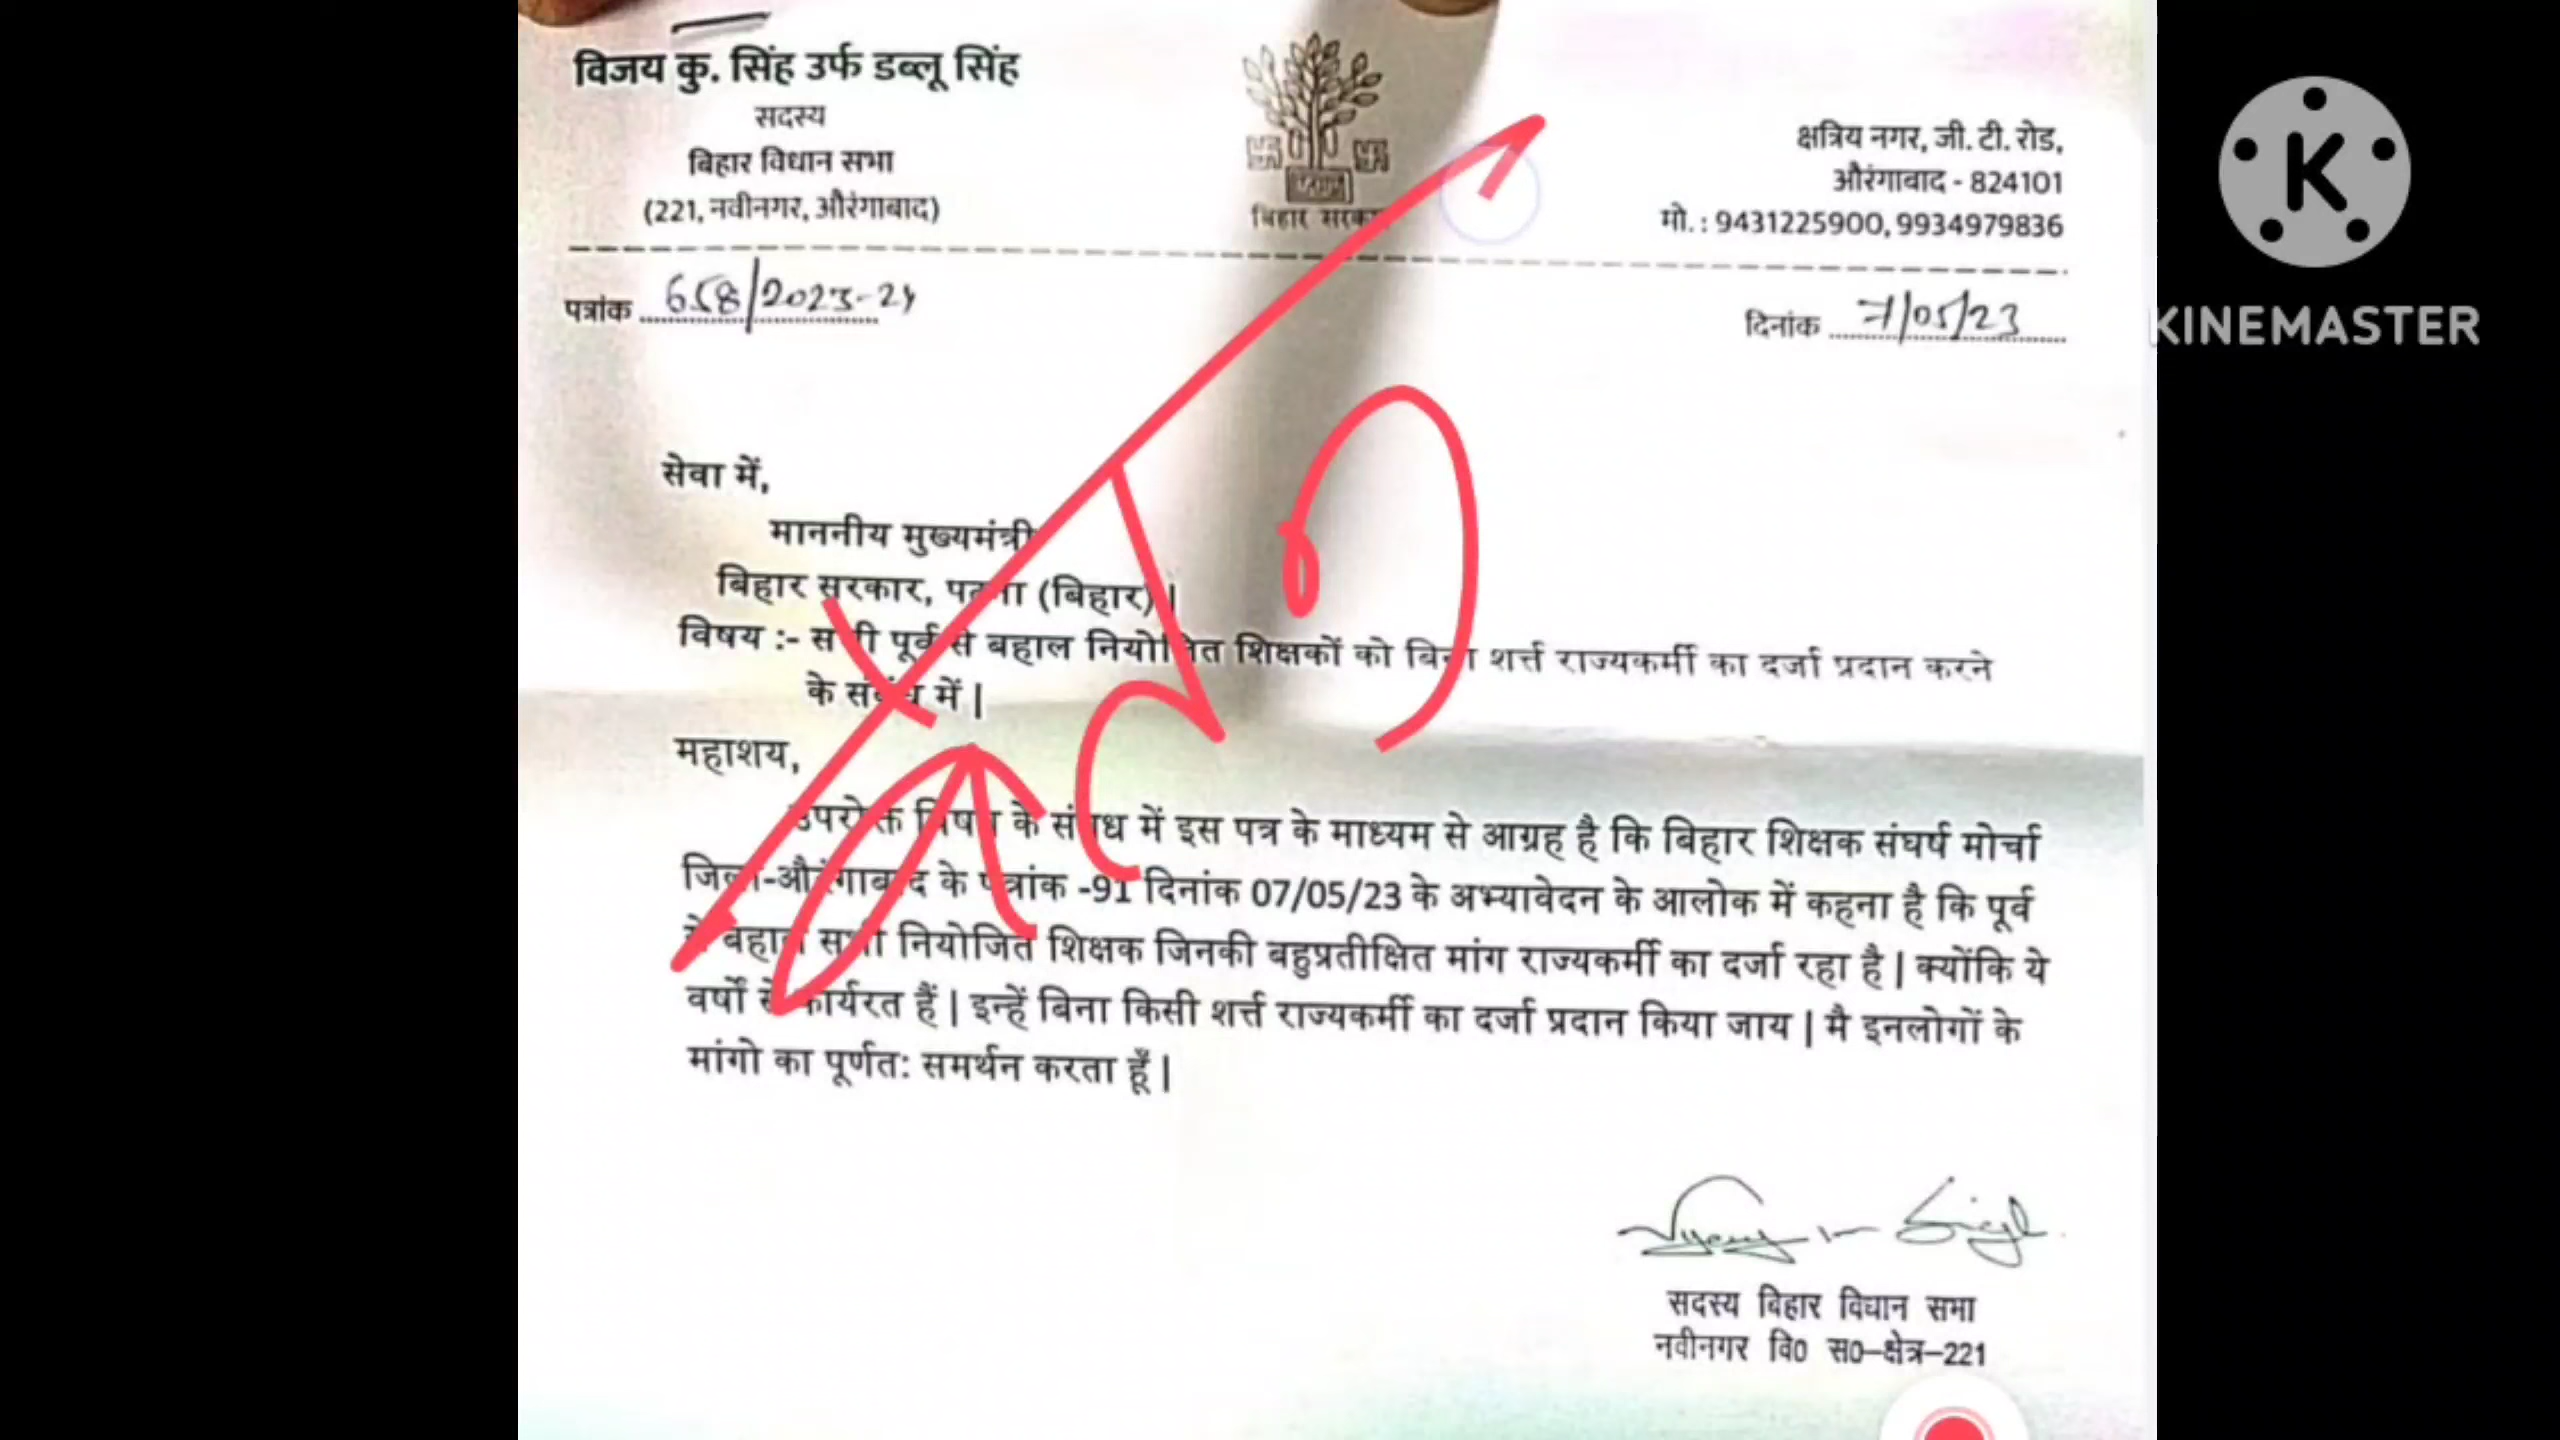 विजय कु. सिंह उर्फ डब्लू सिंह
सदस्य
बिहार विधान सभा
(221, नवीनगर, औरंगाबाद)
बिहार सरकार
क्षत्रिय नगर, जी. टी. रोड,
औरंगाबाद - 824101
मो. : 9431225900, 9934979836
KINEMASTER
पत्रांक 658/2023-24
दिनांक 7/05/23
सेवा में,
माननीय मुख्यमंत्री
बिहार सरकार, पटना (बिहार) |
विषय :- सभी पूर्व से बहाल नियोजित शिक्षकों को बिना शर्त्त राज्यकर्मी का दर्जा प्रदान करने
के संबंध में |
महाशय,
उपरोक्त विषय के संबंध में इस पत्र के माध्यम से आग्रह है कि बिहार शिक्षक संघर्ष मोर्चा
जिला-औरंगाबाद के पत्रांक -91 दिनांक 07/05/23 के अभ्यावेदन के आलोक में कहना है कि पूर्व
से बहाल सभी नियोजित शिक्षक जिनकी बहुप्रतीक्षित मांग राज्यकर्मी का दर्जा रहा है | क्योंकि ये
वर्षों से कार्यरत हैं | इन्हें बिना किसी शर्त्त राज्यकर्मी का दर्जा प्रदान किया जाय | मै इनलोगों के
मांगो का पूर्णत: समर्थन करता हूँ |
सदस्य बिहार विधान सभा
नवीनगर वि0 स0-क्षेत्र-221